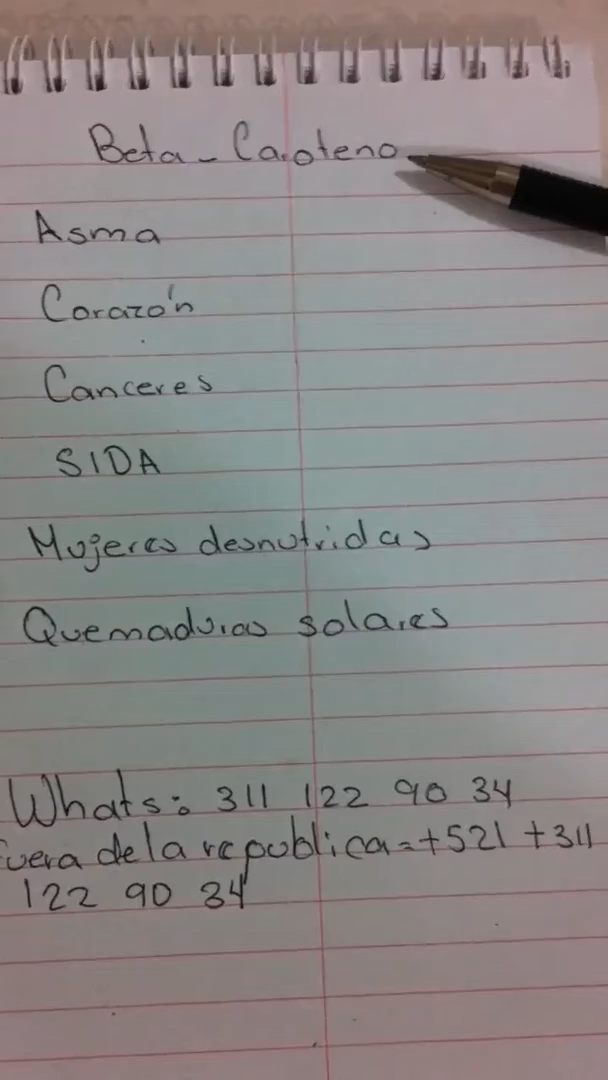 Beta - Caroteno
Asma
Corazón
Canceres
SIDA
Mujeres desnutridas
Quemaduras solares
Whats: 311 122 90 34
fuera de la republica = +521 +311
122 90 34